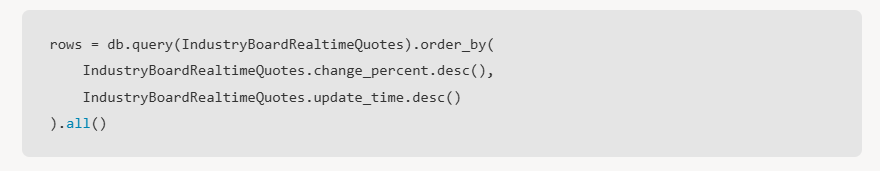 rows = db.query(IndustryBoardRealtimeQuotes).order_by(
    IndustryBoardRealtimeQuotes.change_percent.desc(),
    IndustryBoardRealtimeQuotes.update_time.desc()
).all()